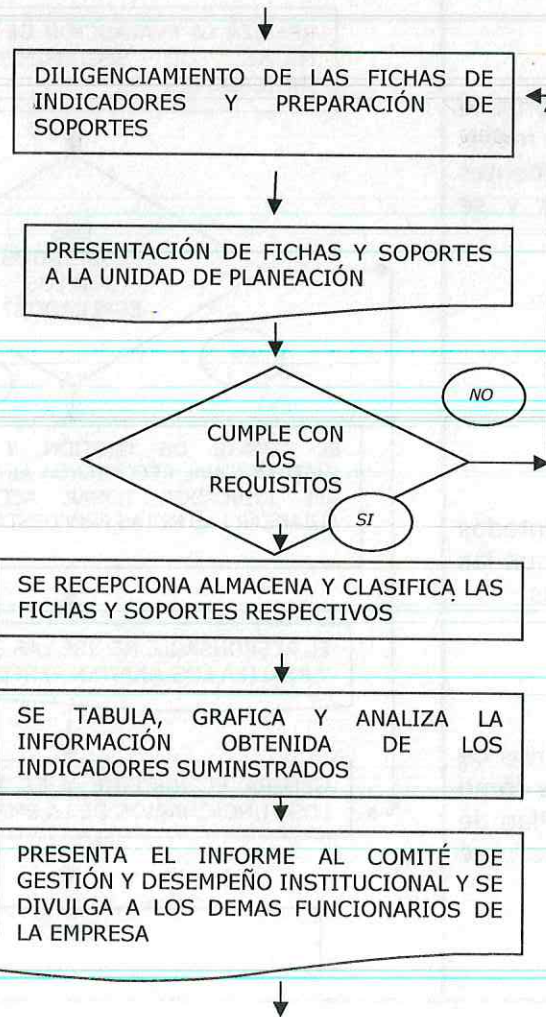 DILIGENCIAMIENTO DE LAS FICHAS DE
INDICADORES Y PREPARACIÓN DE
SOPORTES
PRESENTACIÓN DE FICHAS Y SOPORTES
A LA UNIDAD DE PLANEACIÓN
NO
CUMPLE CON
LOS
REQUISITOS
SI
SE RECEPCIONA ALMACENA Y CLASIFICA LAS
FICHAS Y SOPORTES RESPECTIVOS
SE TABULA, GRAFICA Y ANALIZA LA
INFORMACIÓN OBTENIDA DE LOS
INDICADORES SUMINSTRADOS
PRESENTA EL INFORME AL COMITÉ DE
GESTIÓN Y DESEMPEÑO INSTITUCIONAL Y SE
DIVULGA A LOS DEMAS FUNCIONARIOS DE
LA EMPRESA